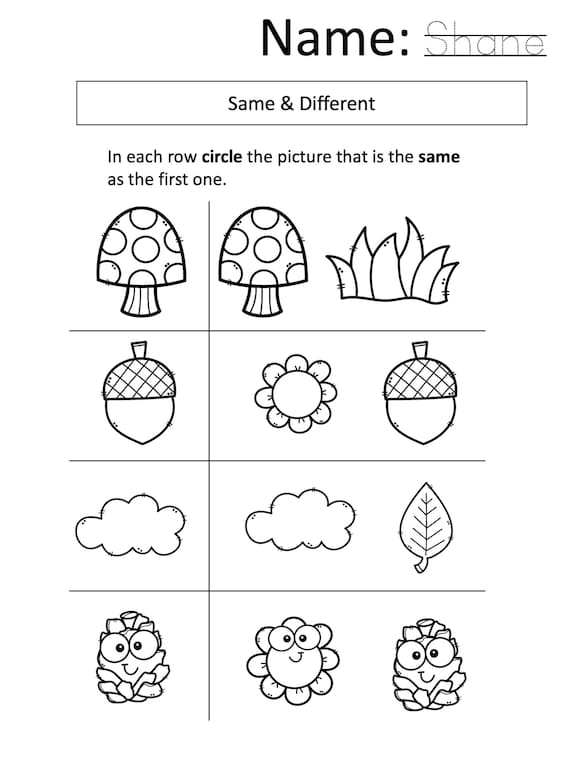 Name: Shane
Same & Different
In each row circle the picture that is the same
as the first one.